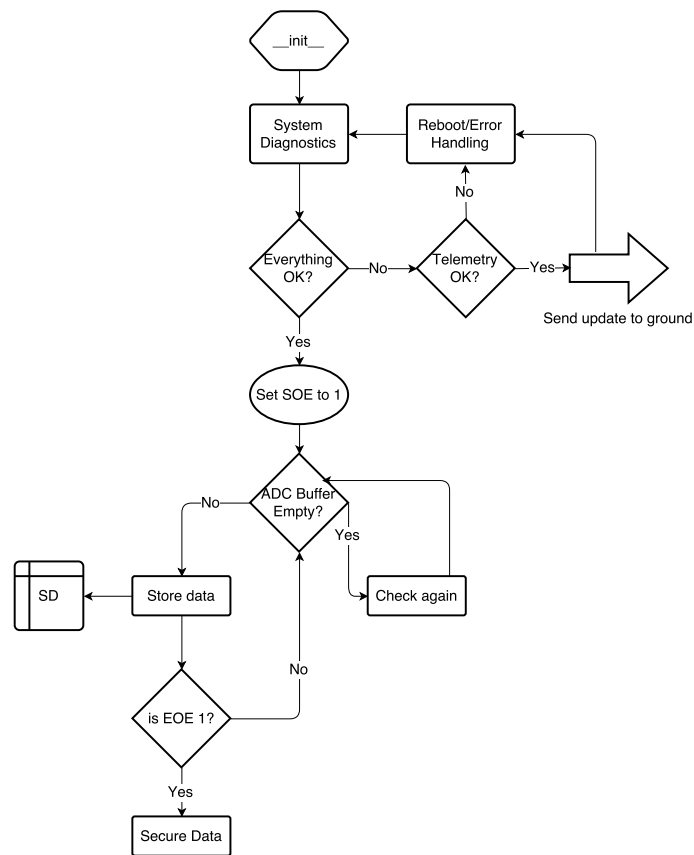 __init__
System
Diagnostics
Reboot/Error
Handling
No
Everything
OK?
No
Telemetry
OK?
Yes
Send update to ground
Yes
Set SOE to 1
ADC Buffer
Empty?
No
Yes
SD
Store data
Check again
No
is EOE 1?
Yes
Secure Data